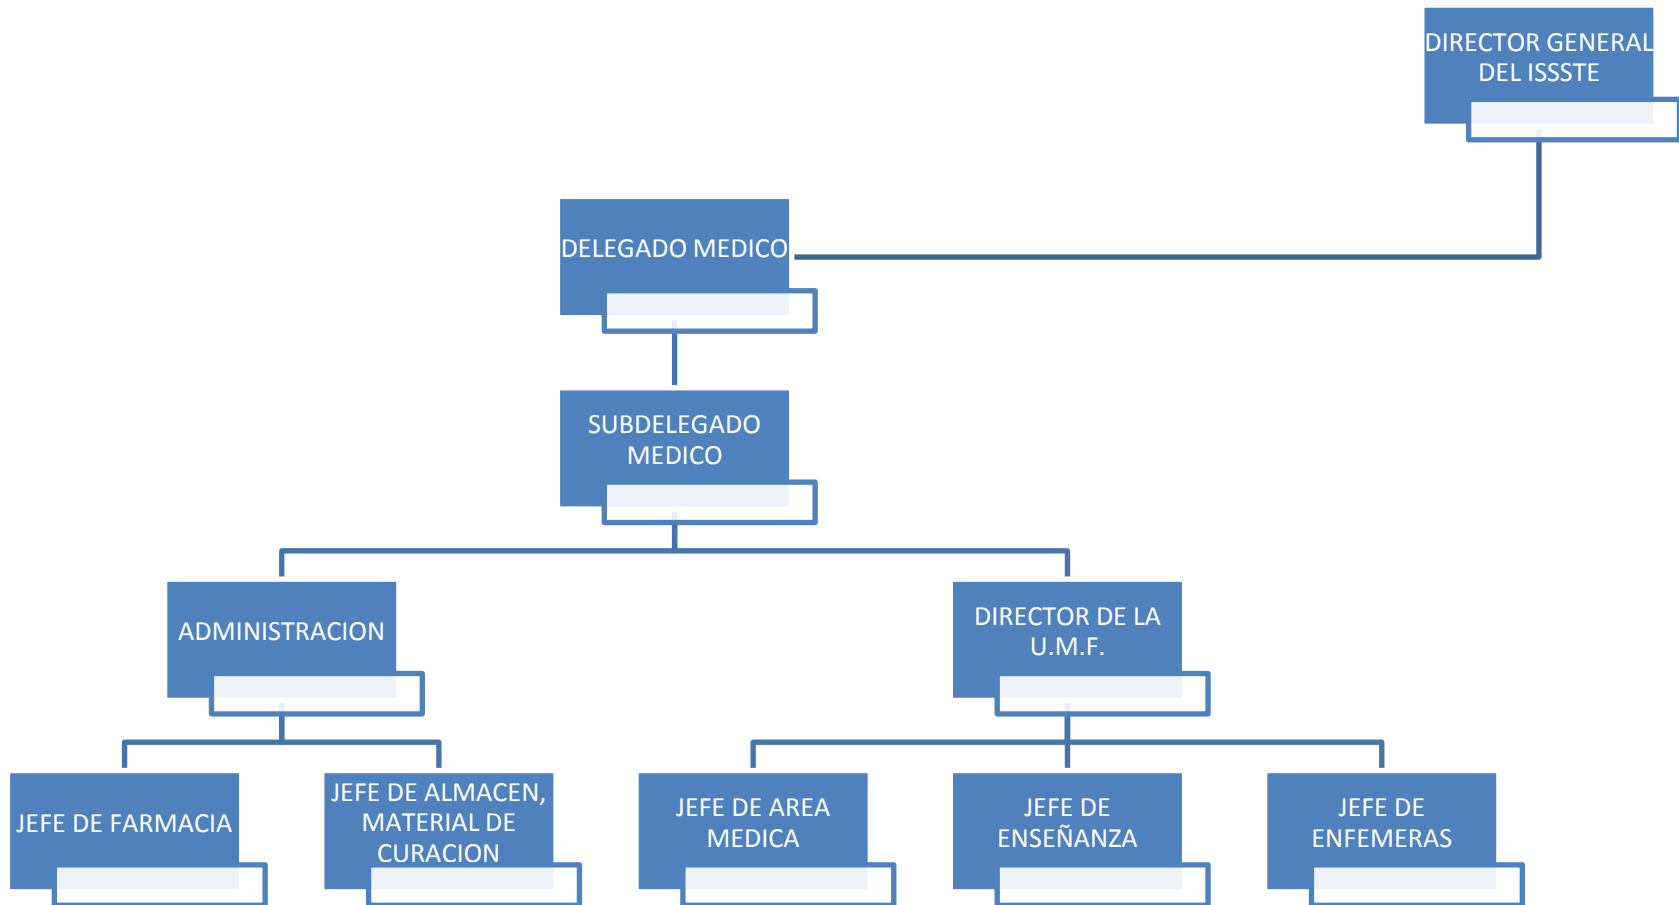 DIRECTOR GENERAL
DEL ISSSTE
DELEGADO MEDICO
SUBDELEGADO
MEDICO
ADMINISTRACION
DIRECTOR DE LA
U.M.F.
JEFE DE FARMACIA
JEFE DE ALMACEN,
MATERIAL DE
CURACION
JEFE DE AREA
MEDICA
JEFE DE
ENSEÑANZA
JEFE DE
ENFEMERAS